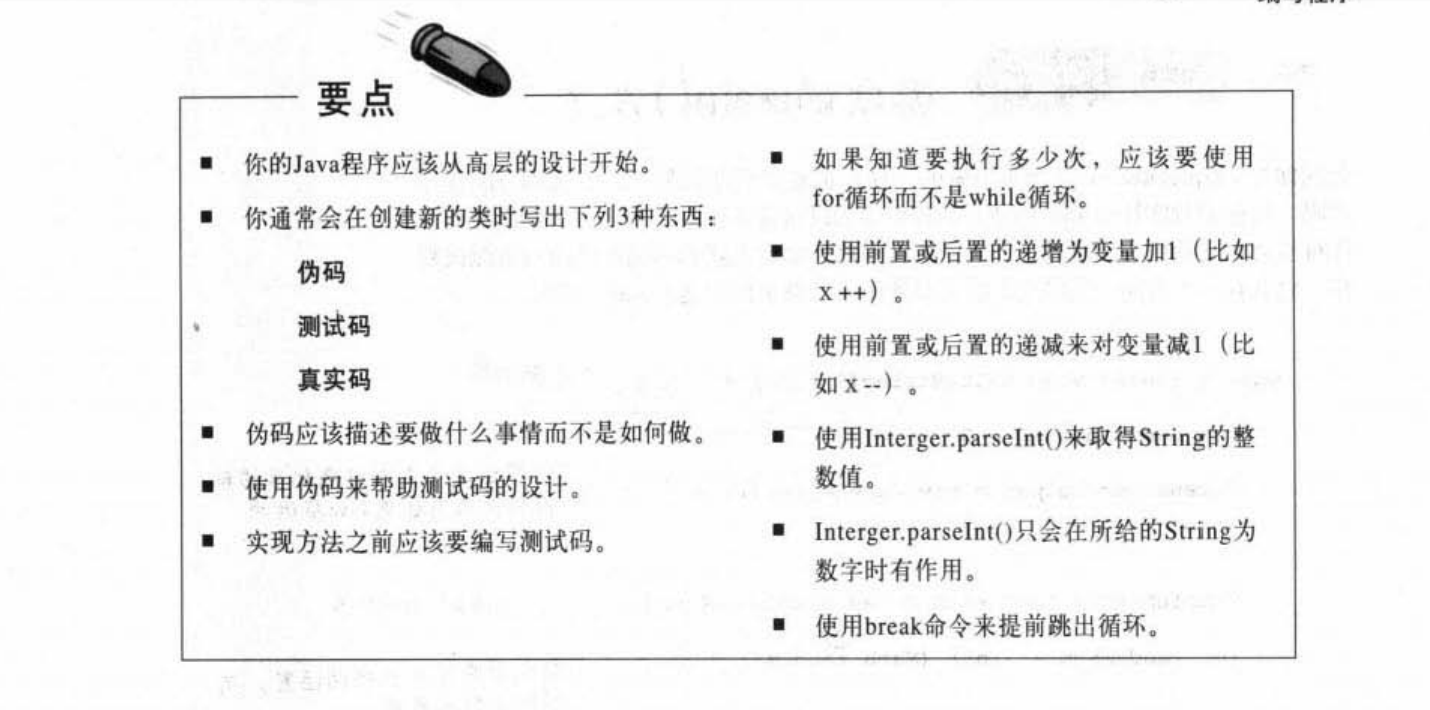 要点
■ 你的Java程序应该从高层的设计开始。
■ 你通常会在创建新的类时写出下列3种东西：
伪码
测试码
真实码
■ 伪码应该描述要做什么事情而不是如何做。
■ 使用伪码来帮助测试码的设计。
■ 实现方法之前应该要编写测试码。
■ 如果知道要执行多少次，应该要使用
for循环而不是while循环。
■ 使用前置或后置的递增为变量加1（比如
x ++）。
■ 使用前置或后置的递减来对变量减1（比
如 x --）。
■ 使用Interger.parseInt()来取得String的整
数值。
■ Interger.parseInt()只会在所给的String为
数字时有作用。
■ 使用break命令来提前跳出循环。